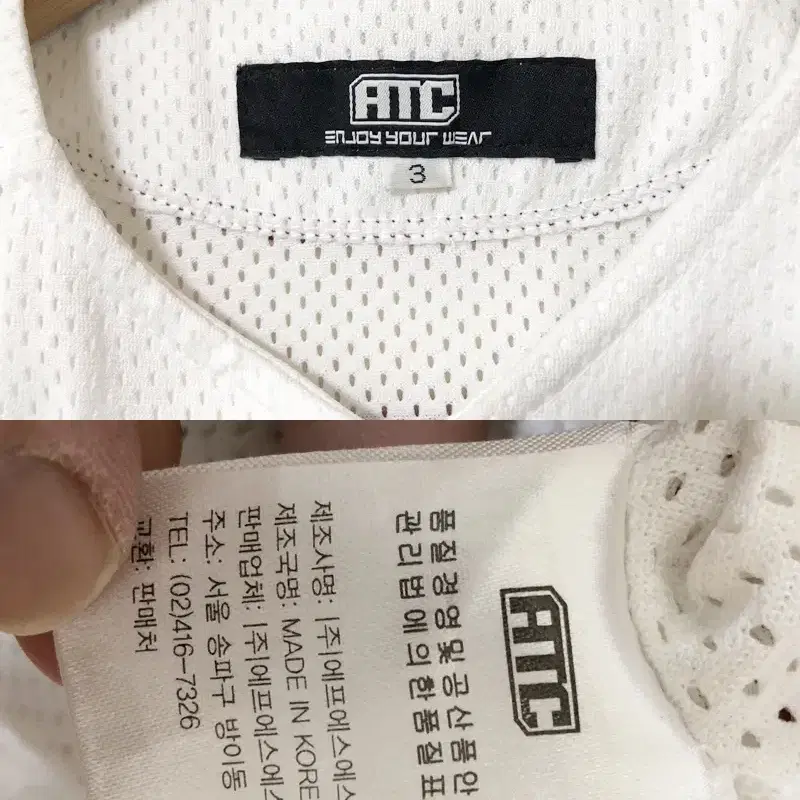 ATC
ENJOY YOUR WEAR
3
ATC
품질경영및공산품안
관리법에의한품질표
제조사명: (주)에프에스에
제조국명: MADE IN KORE
판매업체: (주)에프에스에
주소: 서울 송파구 방이동
TEL: (02)416-7326
교환: 판매처